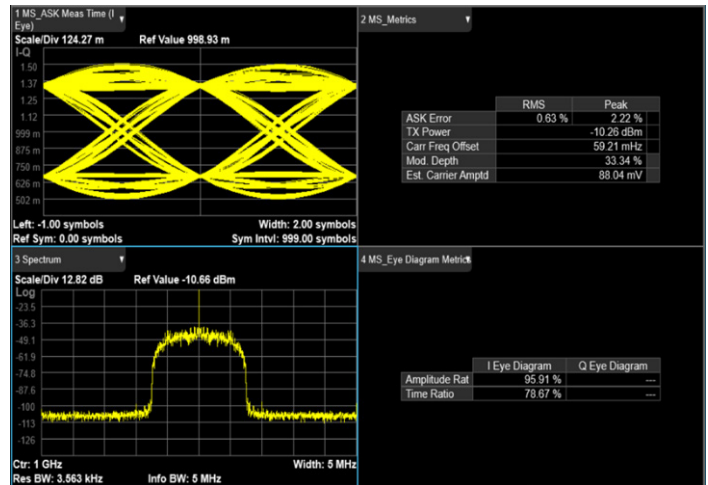 1 MS_ASK Meas Time (I
Eye)
Scale/Div 124.27 m Ref Value 998.93 m
I-Q
1.50
1.37
1.25
1.12
999 m
875 m
750 m
626 m
502 m
Left: -1.00 symbols Width: 2.00 symbols
Ref Sym: 0.00 symbols Sym Intvl: 999.00 symbols
2 MS_Metrics
RMS Peak
ASK Error 0.63 % 2.22 %
TX Power -10.26 dBm
Carr Freq Offset 59.21 mHz
Mod. Depth 33.34 %
Est. Carrier Amptd 88.04 mV
3 Spectrum
Scale/Div 12.82 dB Ref Value -10.66 dBm
Log
-23.5
-36.3
-49.1
-61.9
-74.8
-87.6
-100
-113
-126
Ctr: 1 GHz Width: 5 MHz
Res BW: 3.563 kHz Info BW: 5 MHz
4 MS_Eye Diagram Metrics
I Eye Diagram Q Eye Diagram
Amplitude Rat 95.91 % ---
Time Ratio 78.67 % ---